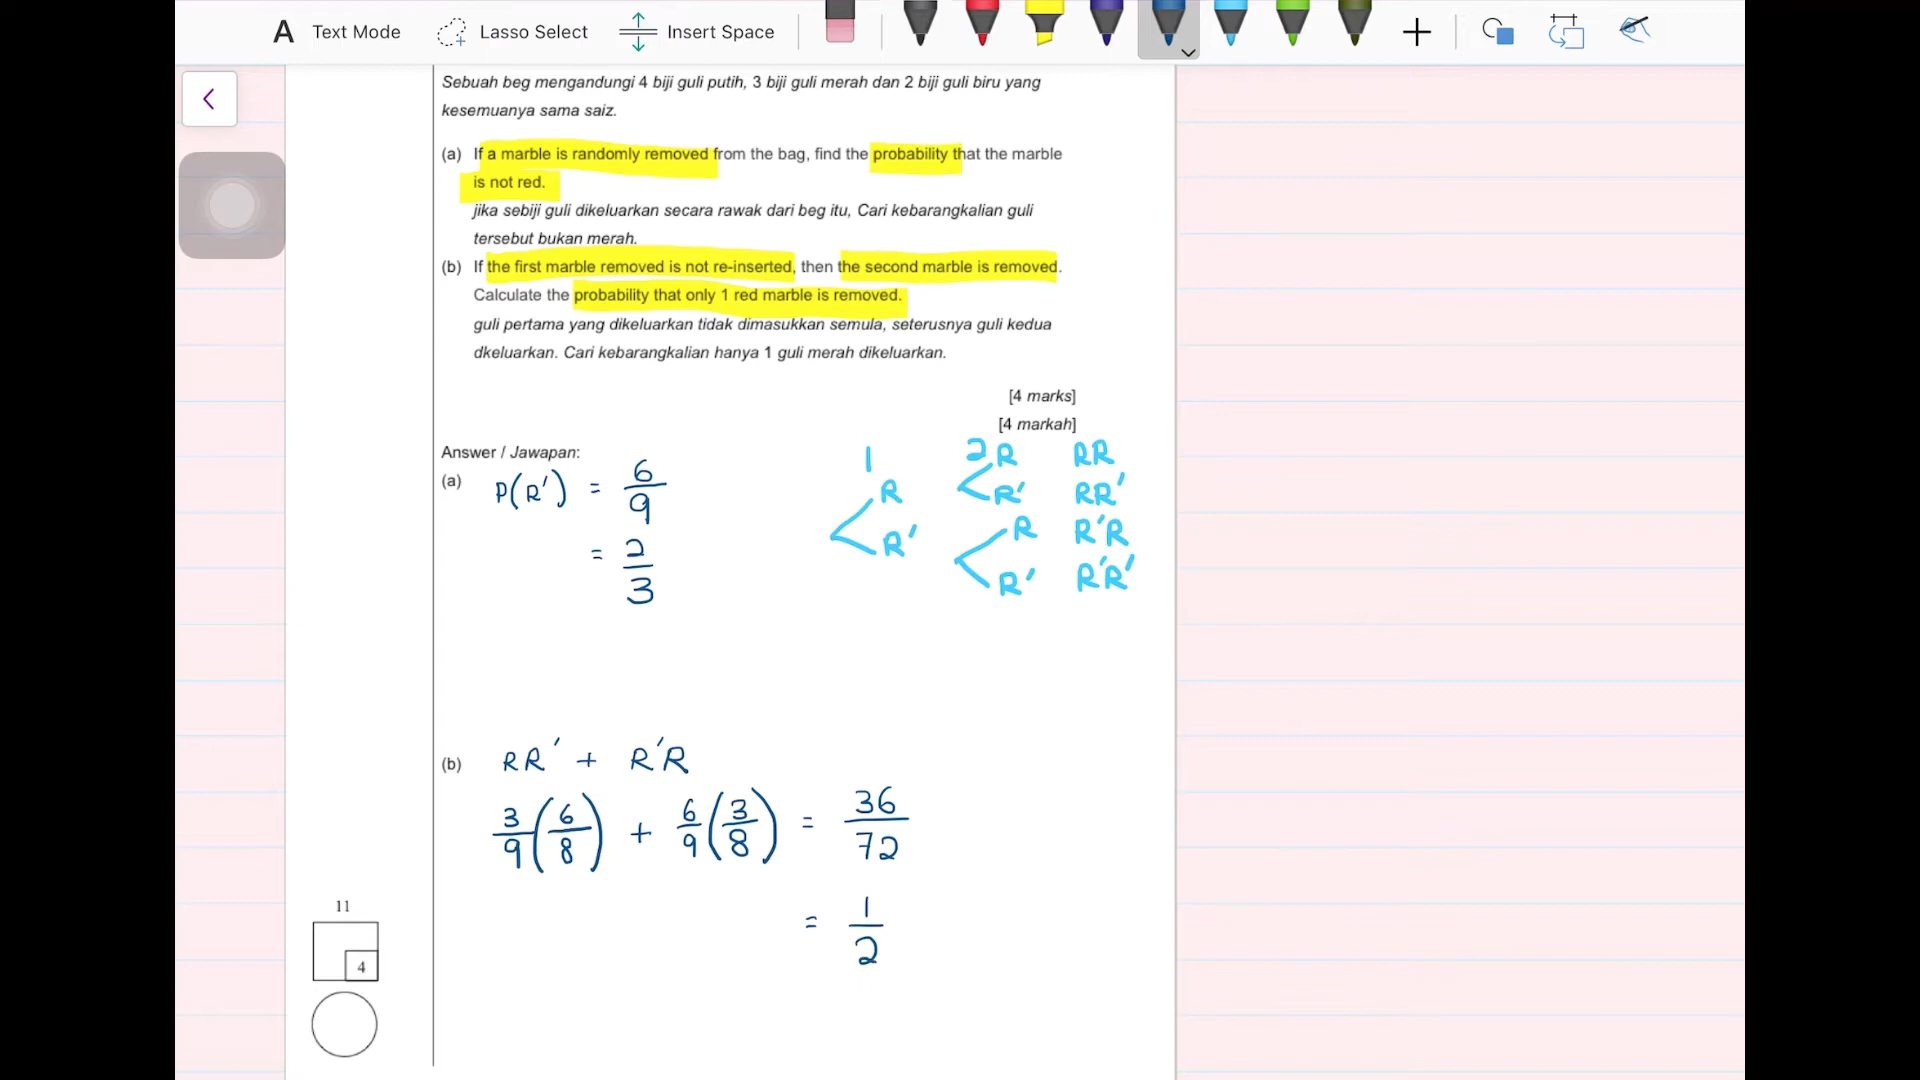 A Text Mode Lasso Select Insert Space
Sebuah beg mengandungi 4 biji guli putih, 3 biji guli merah dan 2 biji guli biru yang
kesemuanya sama saiz.
(a) If a marble is randomly removed from the bag, find the probability that the marble
is not red.
jika sebiji guli dikeluarkan secara rawak dari beg itu, Cari kebarangkalian guli
tersebut bukan merah.
(b) If the first marble removed is not re-inserted, then the second marble is removed.
Calculate the probability that only 1 red marble is removed.
guli pertama yang dikeluarkan tidak dimasukkan semula, seterusnya guli kedua
dkeluarkan. Cari kebarangkalian hanya 1 guli merah dikeluarkan.
[4 marks]
[4 markah]
Answer / Jawapan:
(a) P(R') = 6/9
= 2/3
1 2
R R RR
R' RR'
R' R R'R
R' R'R'
(b) RR' + R'R
3/9(6/8) + 6/9(3/8) = 36/72
= 1/2
11
4